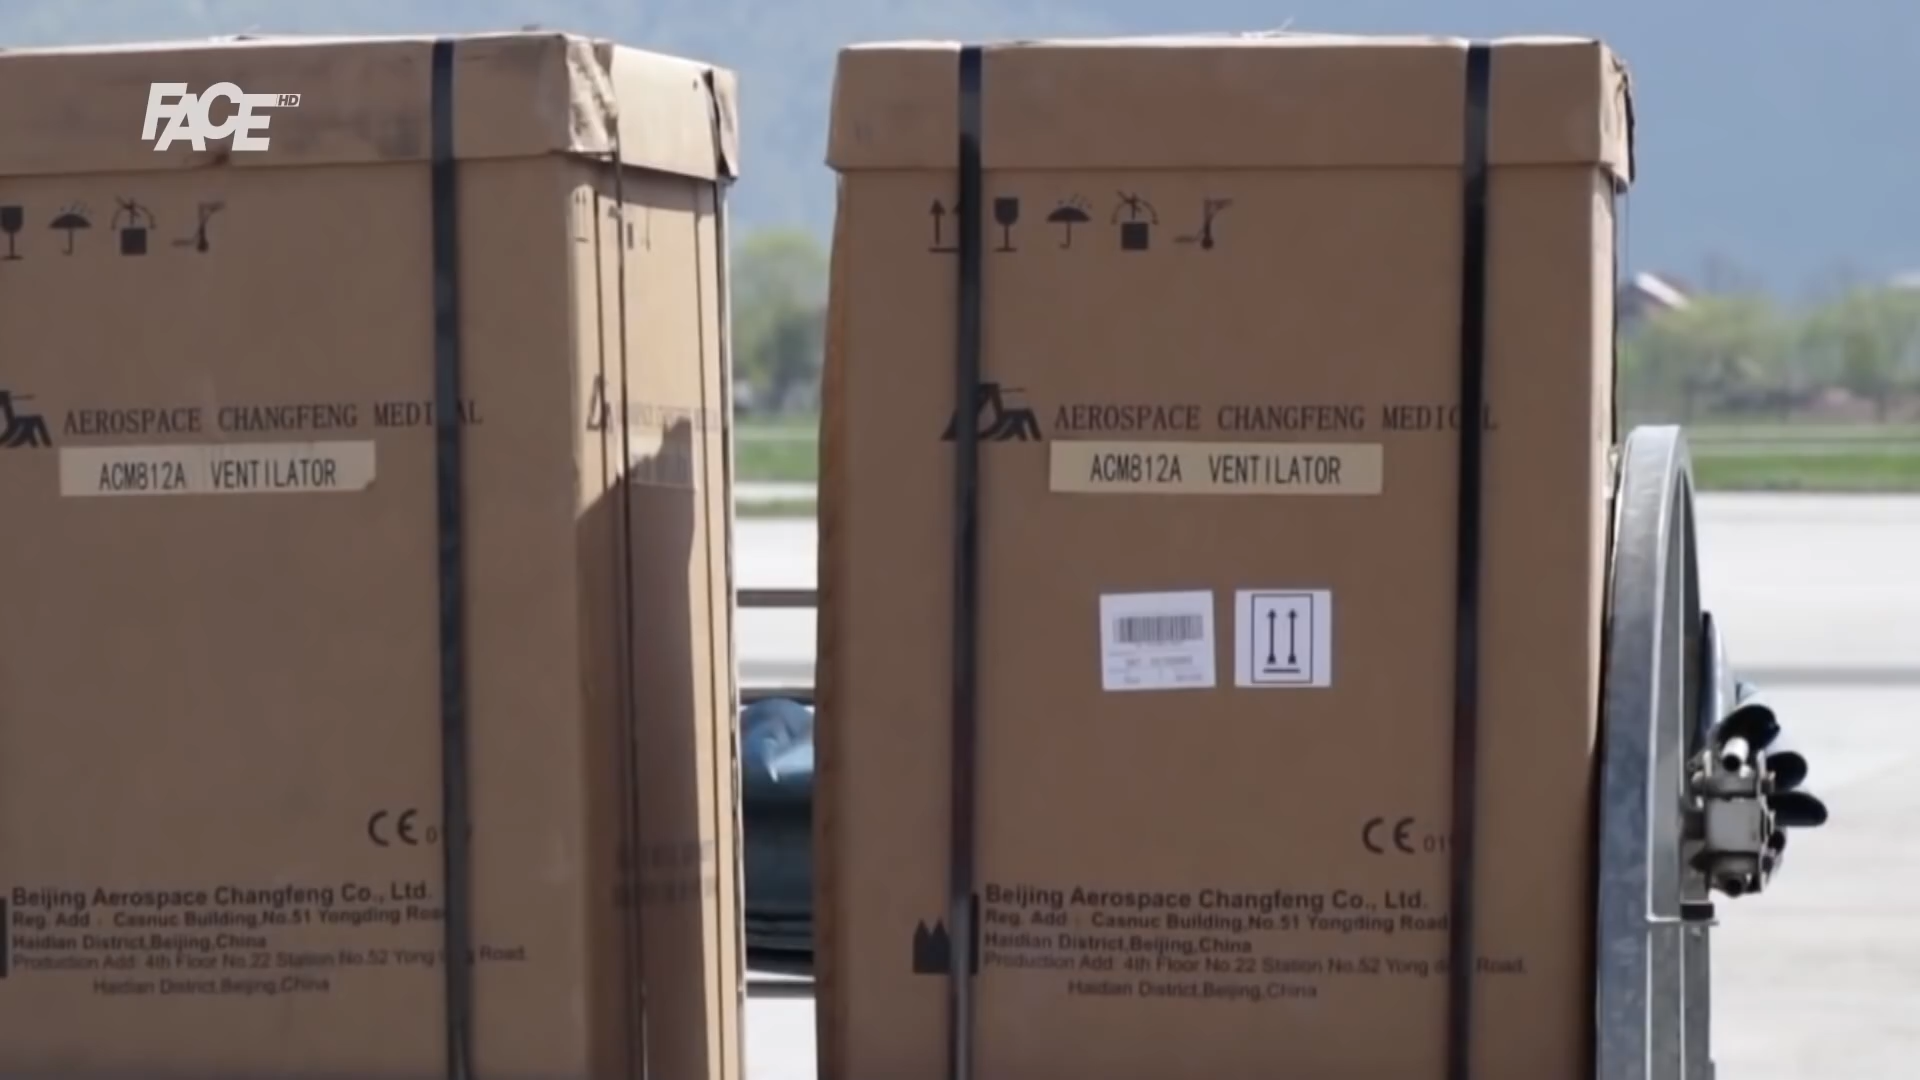 FACE HD
AEROSPACE CHANGFENG MEDICAL
ACM812A VENTILATOR
CE
Beijing Aerospace Changfeng Co., Ltd.
Reg. Add : Casnuc Building,No.51 Yongding Road
Haidian District,Beijing,China
Production Add: 4th Floor No.22 Station No.52 Yong Road.
Haidian District,Beijing,China
AEROSPACE CHANGFENG MEDICAL
ACM812A VENTILATOR
CE
Beijing Aerospace Changfeng Co., Ltd.
Reg. Add : Casnuc Building,No.51 Yongding Road
Haidian District,Beijing,China
Production Add: 4th Floor No.22 Station No.52 Yong Road.
Haidian District,Beijing,China